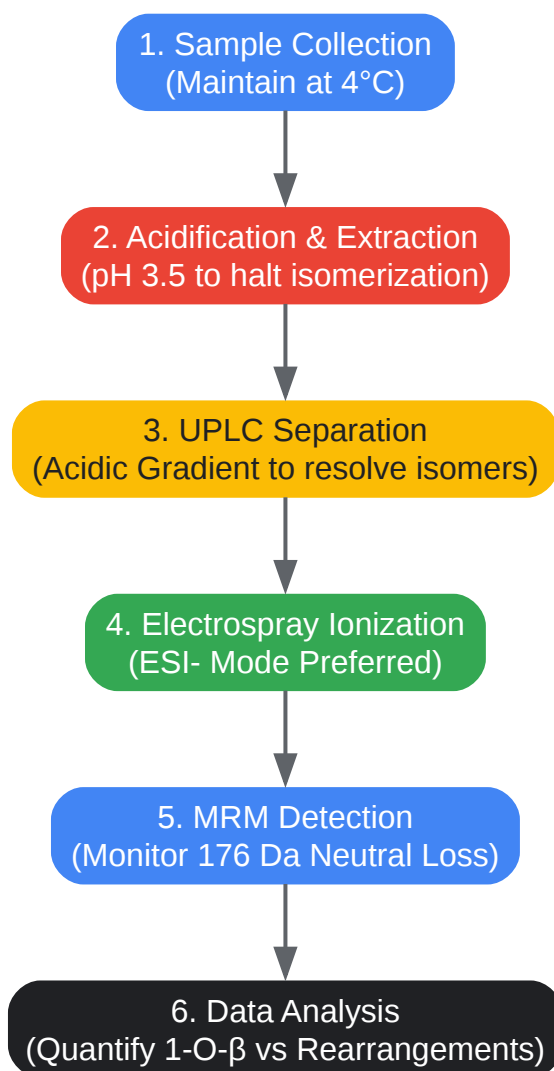 1. Sample Collection
(Maintain at 4°C)
2. Acidification & Extraction
(pH 3.5 to halt isomerization)
3. UPLC Separation
(Acidic Gradient to resolve isomers)
4. Electrospray Ionization
(ESI- Mode Preferred)
5. MRM Detection
(Monitor 176 Da Neutral Loss)
6. Data Analysis
(Quantify 1-O-β vs Rearrangements)